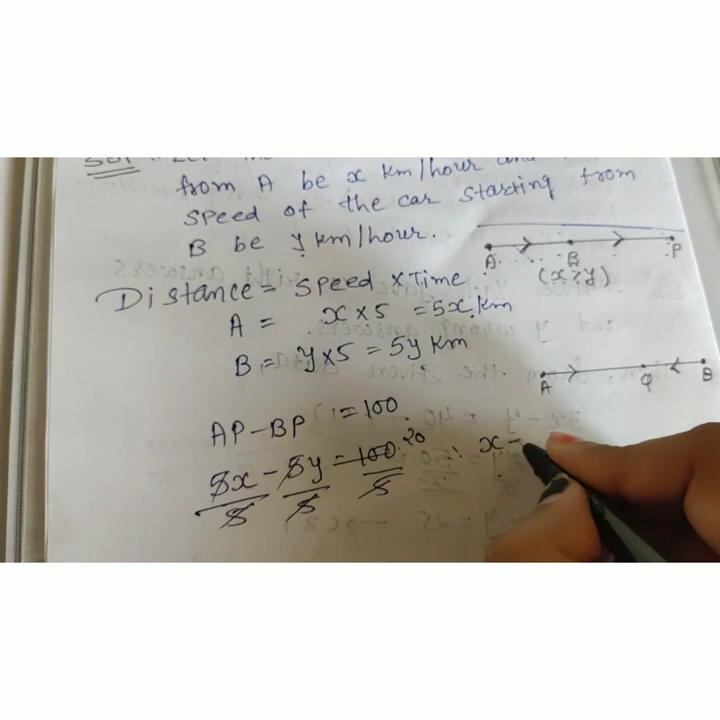 from A be x km/hour and
speed of the car starting from
B be y km/hour.
A B P
(x>y)
Distance = Speed × Time
A = x × 5 = 5x km
B = y × 5 = 5y km
A Q B
AP - BP = 100
5x/5 - 5y/5 = 100/5 20 ∴ x -